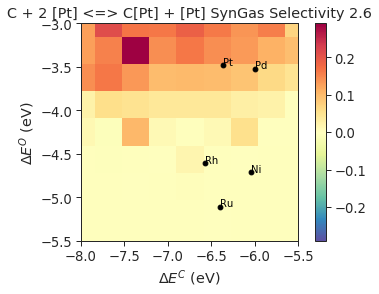 C + 2 [Pt] <=> C[Pt] + [Pt] SynGas Selectivity 2.6
−3.0
−3.5
−4.0
−4.5
−5.0
−5.5
ΔE^O (eV)
Pt
Pd
Rh
Ni
Ru
−8.0 −7.5 −7.0 −6.5 −6.0 −5.5
ΔE^C (eV)
0.2
0.1
0.0
−0.1
−0.2